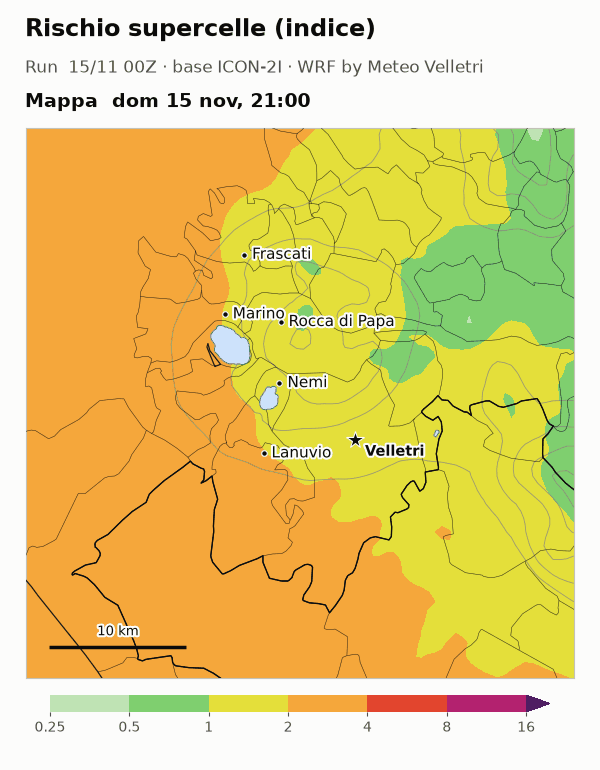 Rischio supercelle (indice)
Run  15/11 00Z · base ICON-2I · WRF by Meteo Velletri
Mappa  dom 15 nov, 21:00
Frascati
Marino
Rocca di Papa
Nemi
Velletri
Lanuvio
10 km
0.25 0.5 1 2 4 8 16